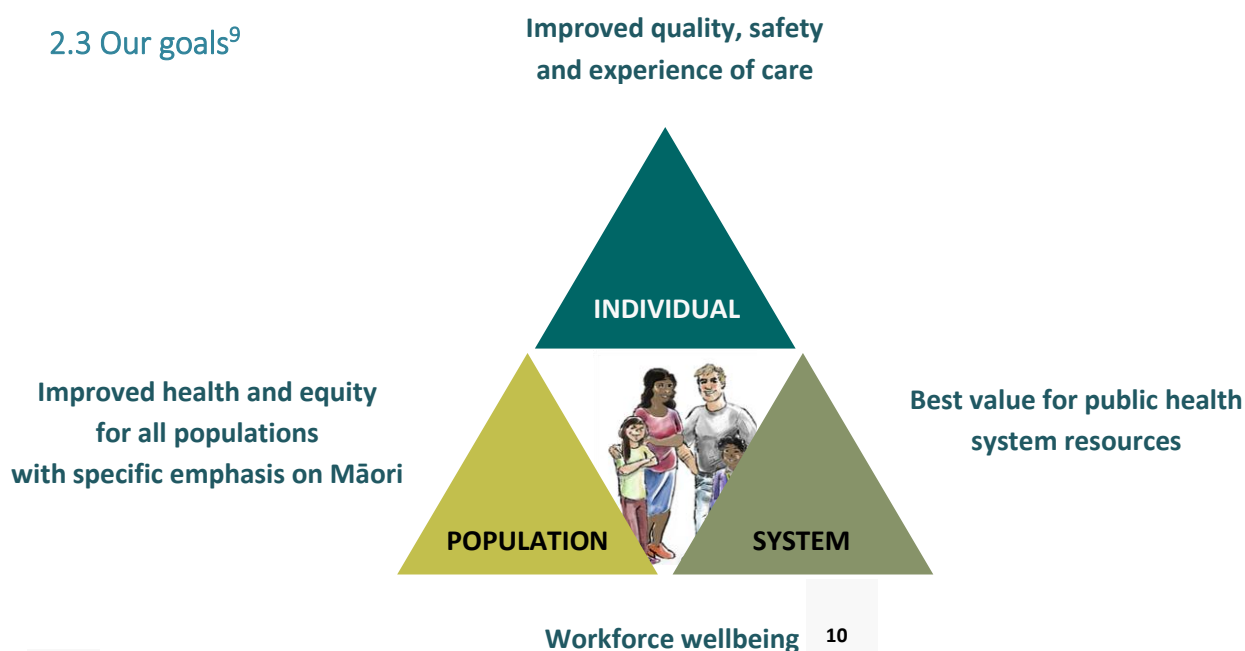 2.3 Our goals⁹
Improved quality, safety
and experience of care
INDIVIDUAL
Improved health and equity
for all populations
with specific emphasis on Māori
Best value for public health
system resources
POPULATION
SYSTEM
Workforce wellbeing 10